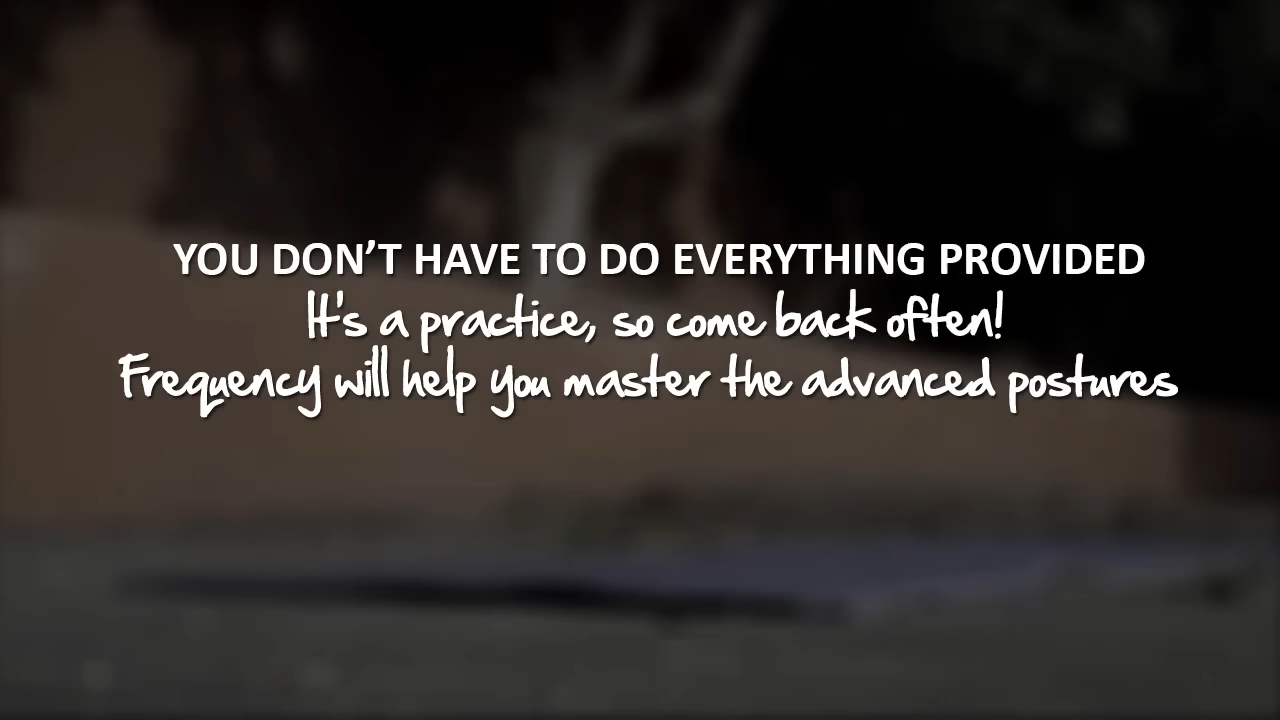 YOU DON’T HAVE TO DO EVERYTHING PROVIDED
It's a practice, so come back often!
Frequency will help you master the advanced postures